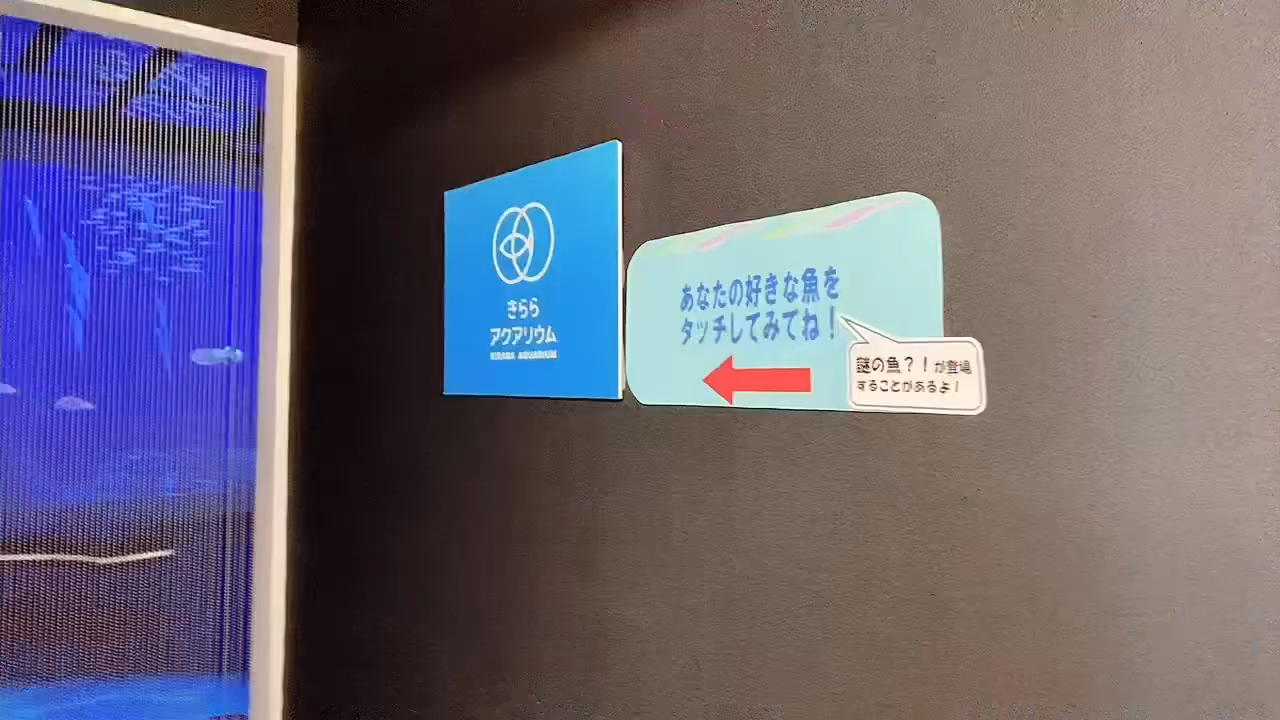 きらら
アクアリウム
KIRARA AQUARIUM
あなたの好きな魚を
タッチしてみてね!
謎の魚?!が登場
することがあるよ!